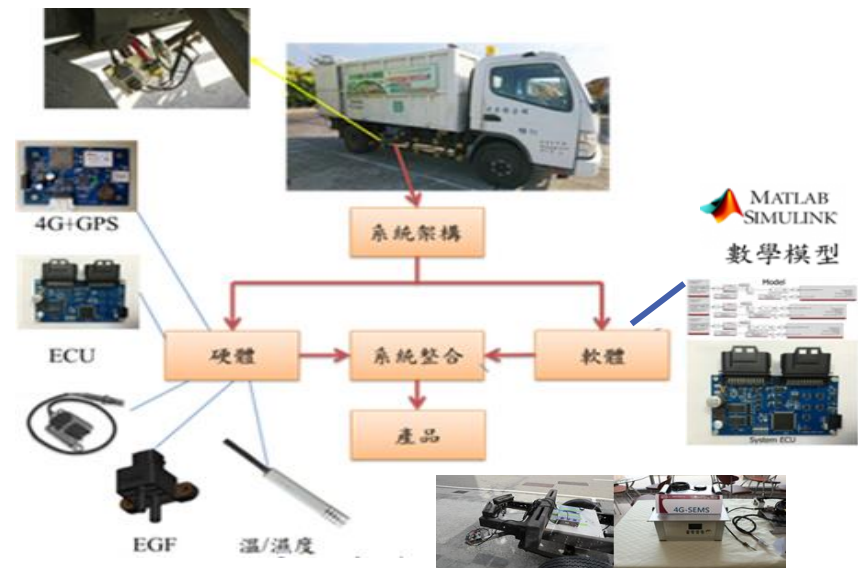 4G+GPS
系統架構
MATLAB
SIMULINK
數學模型
Model
ECU
硬體
系統整合
軟體
System ECU
產品
4G-SEMS
EGF
溫/濕度